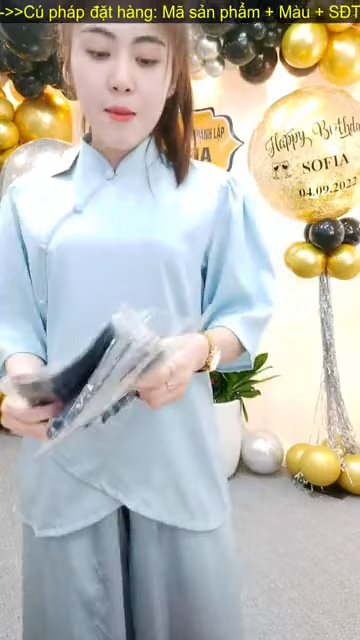 ->>Cú pháp đặt hàng: Mã sản phẩm + Màu + SĐT
HÀNH LẬP
Happy Birthday
SOFIA
04.09.2022